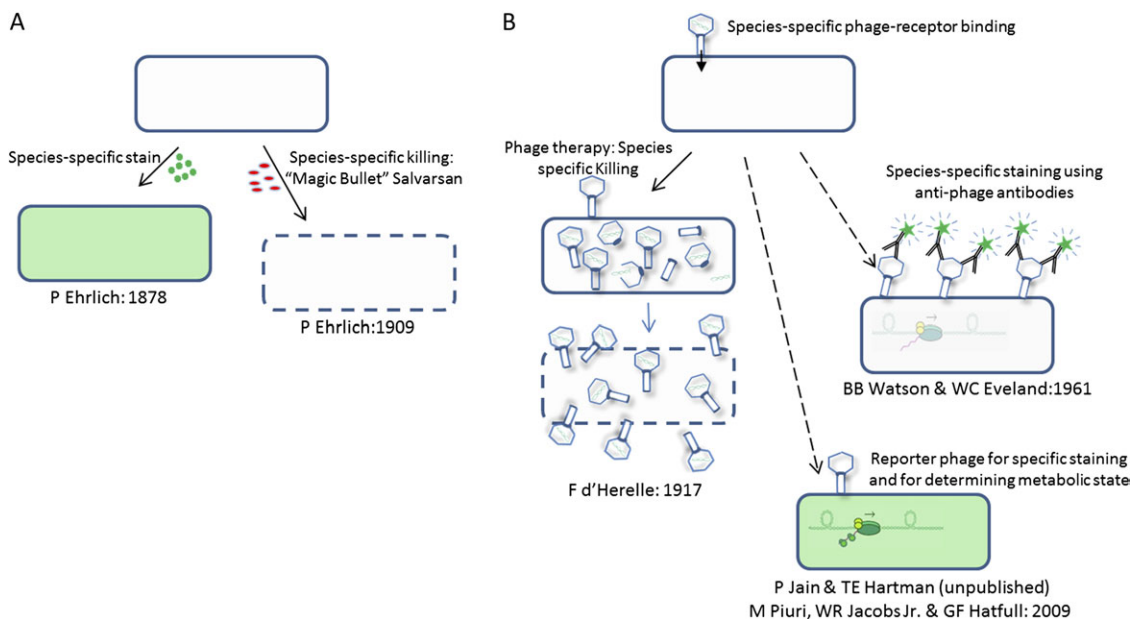 A
Species-specific stain
Species-specific killing:
“Magic Bullet” Salvarsan
P Ehrlich: 1878
P Ehrlich:1909
B
Species-specific phage-receptor binding
Phage therapy: Species
specific Killing
F d’Herelle: 1917
Species-specific staining using
anti-phage antibodies
BB Watson & WC Eveland:1961
Reporter phage for specific staining
and for determining metabolic state
P Jain & TE Hartman (unpublished)
M Piuri, WR Jacobs Jr. & GF Hatfull: 2009